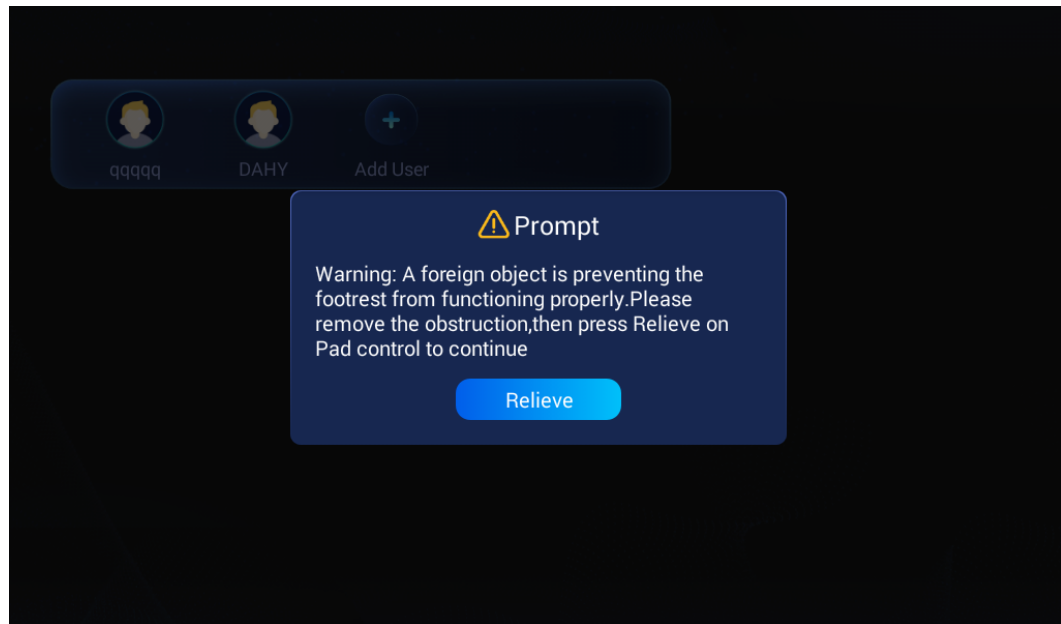 qqqqq
DAHY
Add User
Prompt
Warning: A foreign object is preventing the
footrest from functioning properly.Please
remove the obstruction,then press Relieve on
Pad control to continue
Relieve